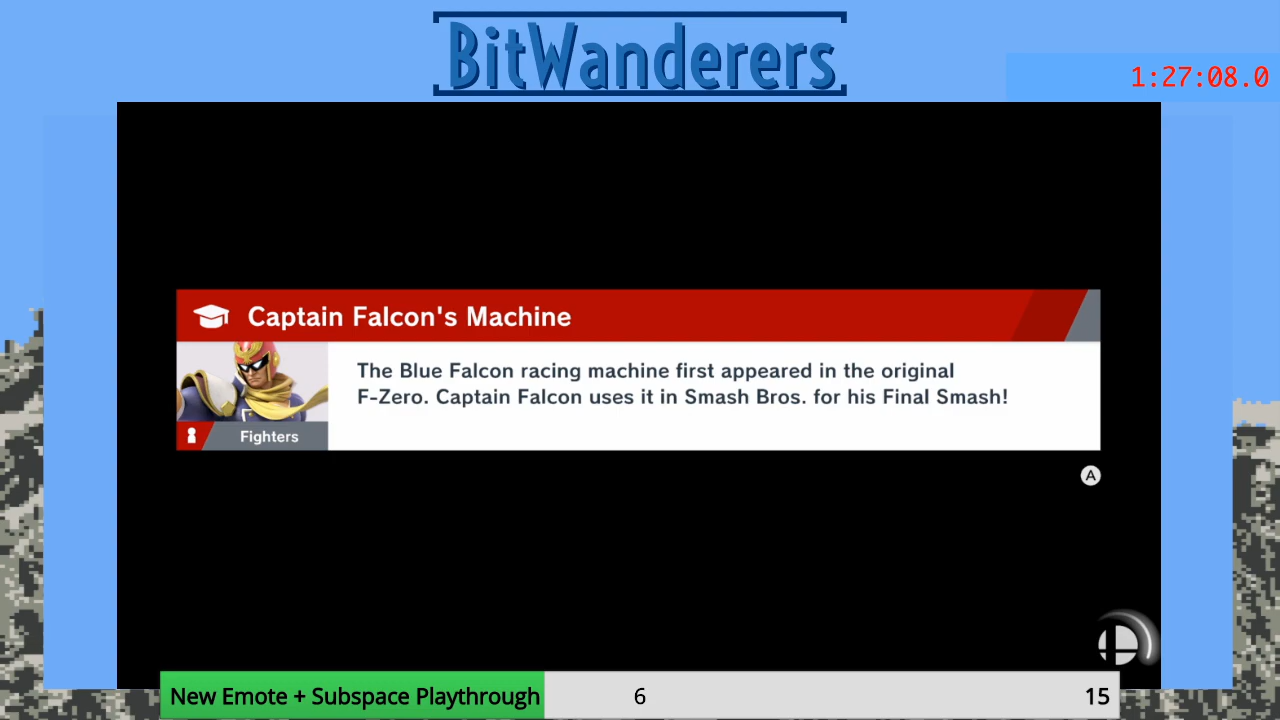 BitWanderers
1:27:08.0
Captain Falcon's Machine
The Blue Falcon racing machine first appeared in the original
F-Zero. Captain Falcon uses it in Smash Bros. for his Final Smash!
Fighters
A
New Emote + Subspace Playthrough 6 15